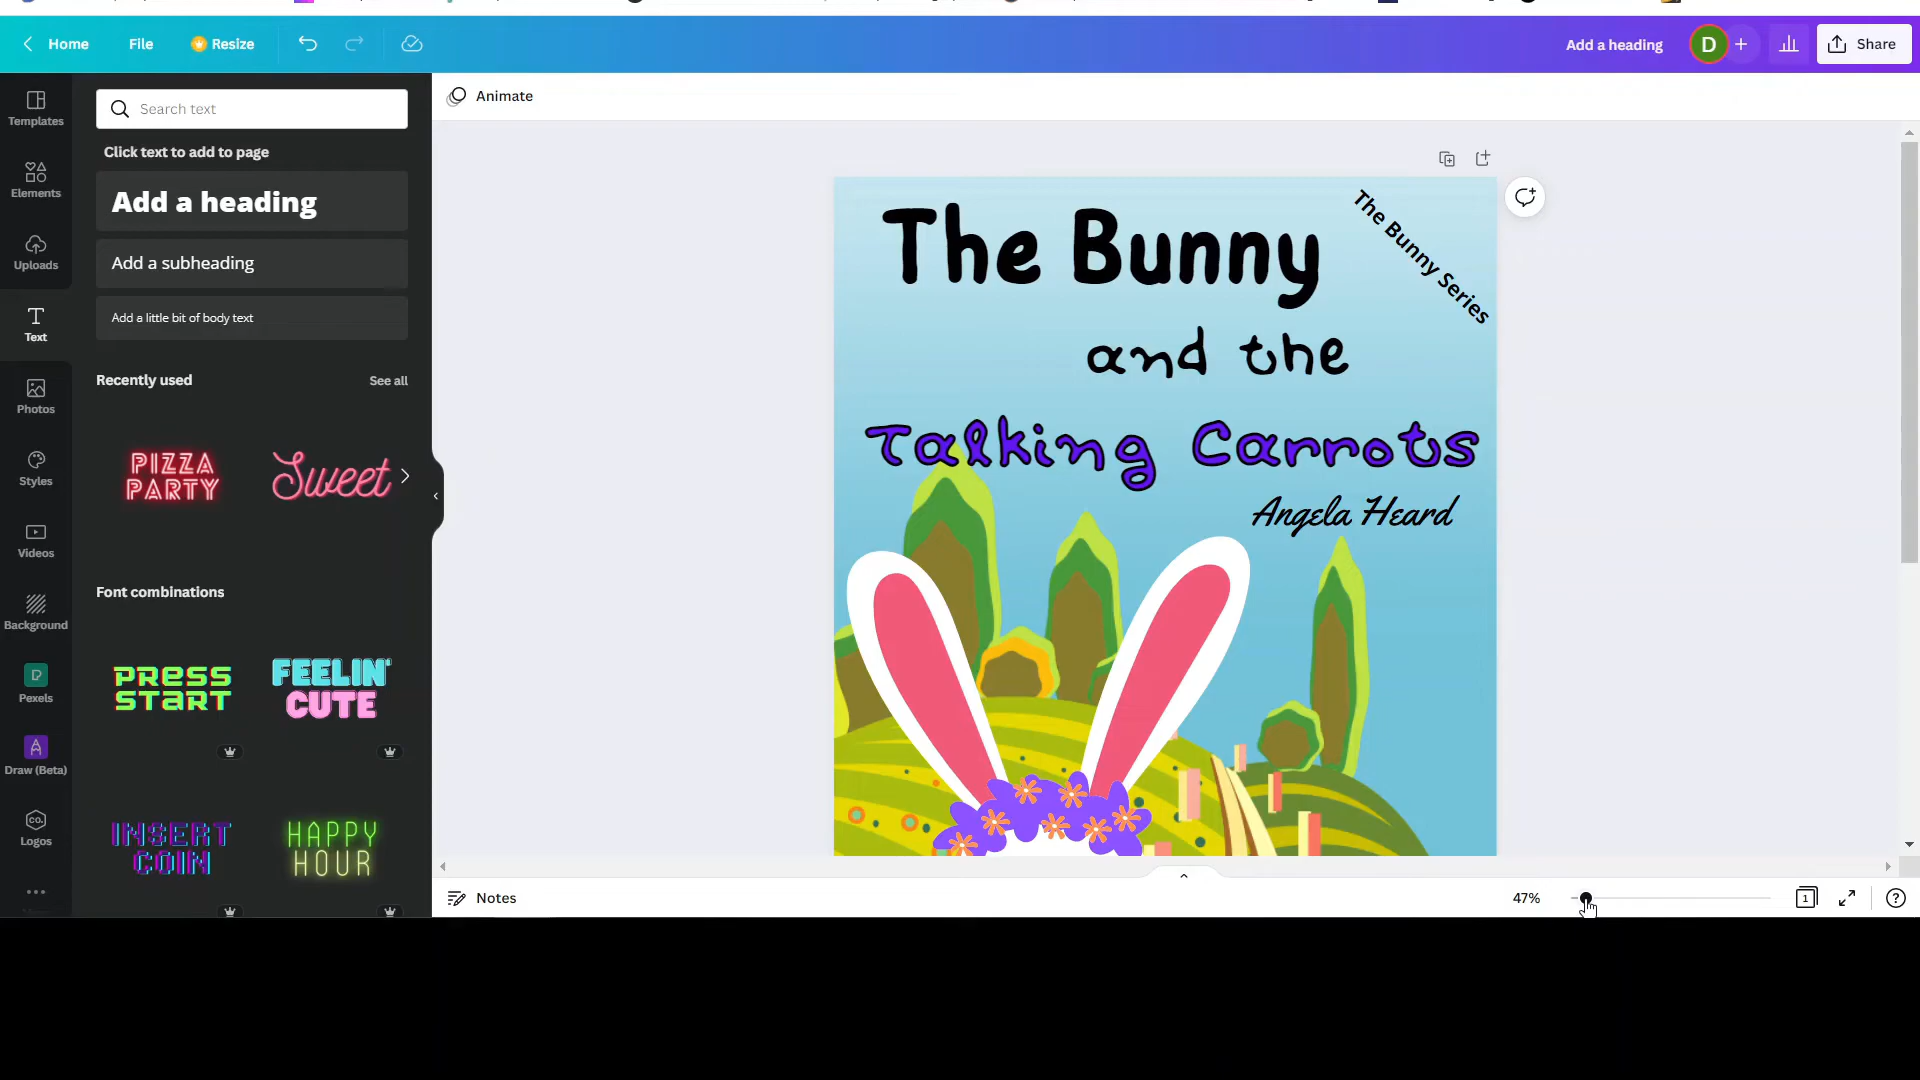 Home
File
Resize
Add a heading
D
Share
Templates
Elements
Uploads
Text
Photos
Styles
Videos
Background
Pexels
Draw (Beta)
Logos
Search text
Click text to add to page
Add a heading
Add a subheading
Add a little bit of body text
Recently used
See all
PIZZA
PARTY
Sweet
Font combinations
PRESS
START
FEELIN'
CUTE
INSERT
COIN
HAPPY
HOUR
Animate
The Bunny
and the
Talking Carrots
Angela Heard
The Bunny Series
Notes
47%
1